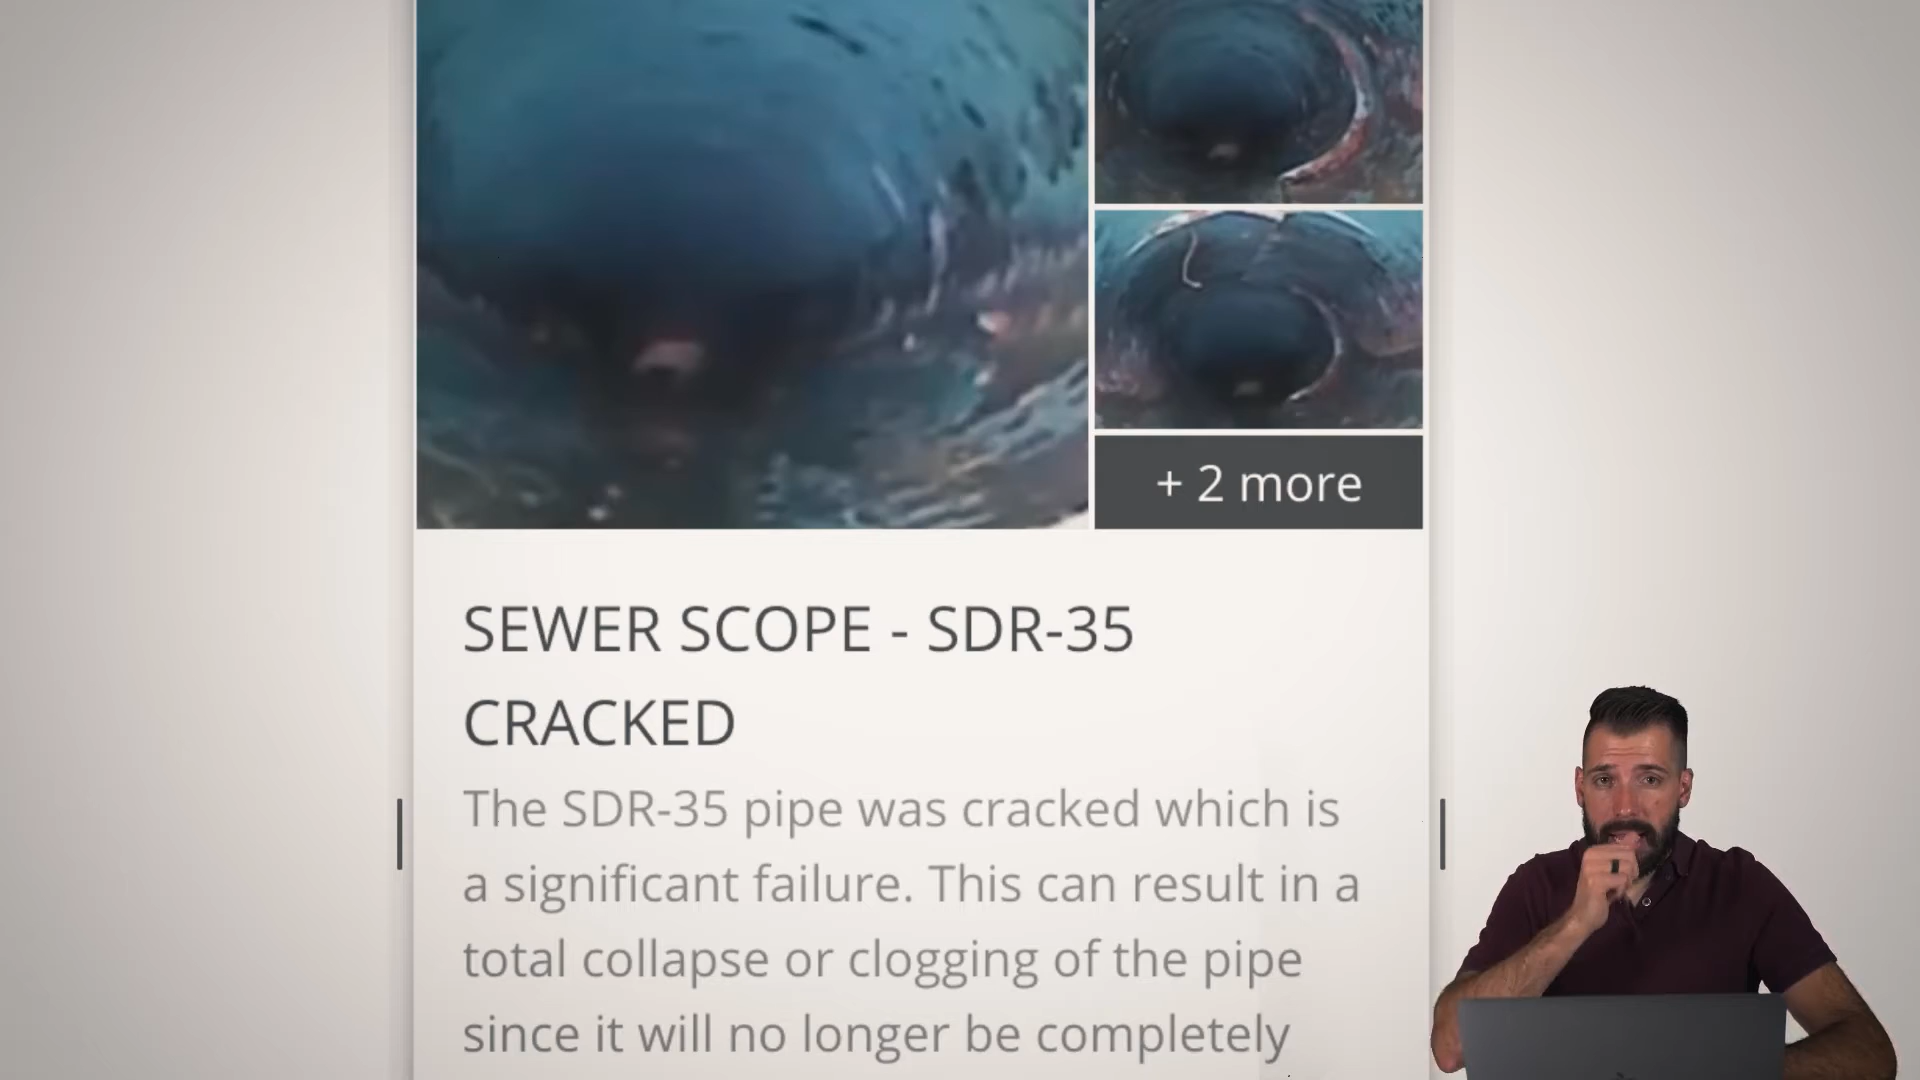 + 2 more
SEWER SCOPE - SDR-35
CRACKED
The SDR-35 pipe was cracked which is
a significant failure. This can result in a
total collapse or clogging of the pipe
since it will no longer be completely